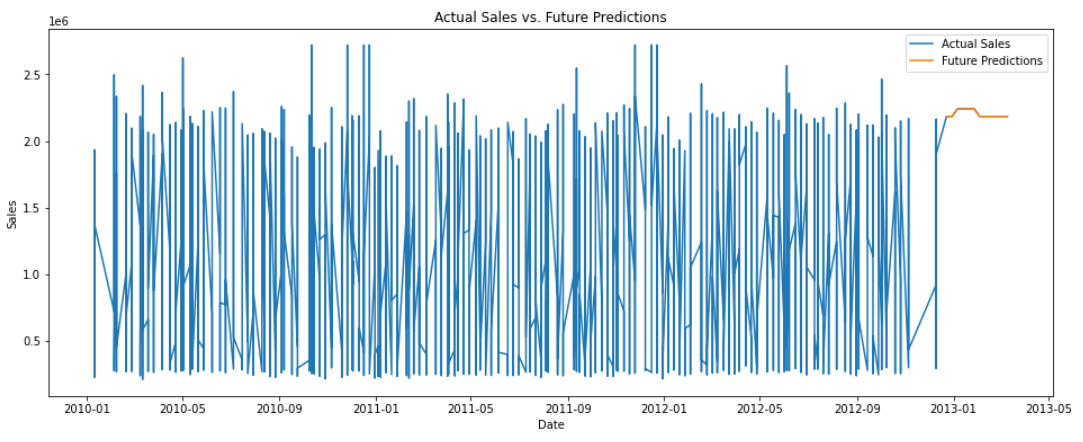 Actual Sales vs. Future Predictions
1e6
Actual Sales
Future Predictions
2.5
2.0
1.5
1.0
0.5
Sales
2010-01 2010-05 2010-09 2011-01 2011-05 2011-09 2012-01 2012-05 2012-09 2013-01 2013-05
Date